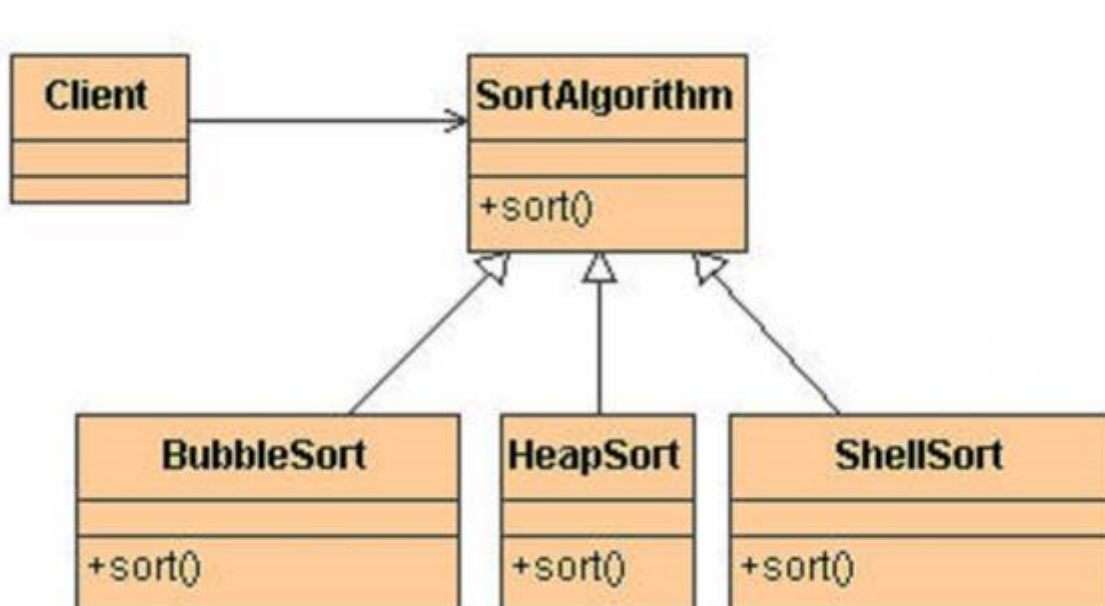 Client
SortAlgorithm
+sort()
BubbleSort
HeapSort
ShellSort
+sort()
+sort()
+sort()